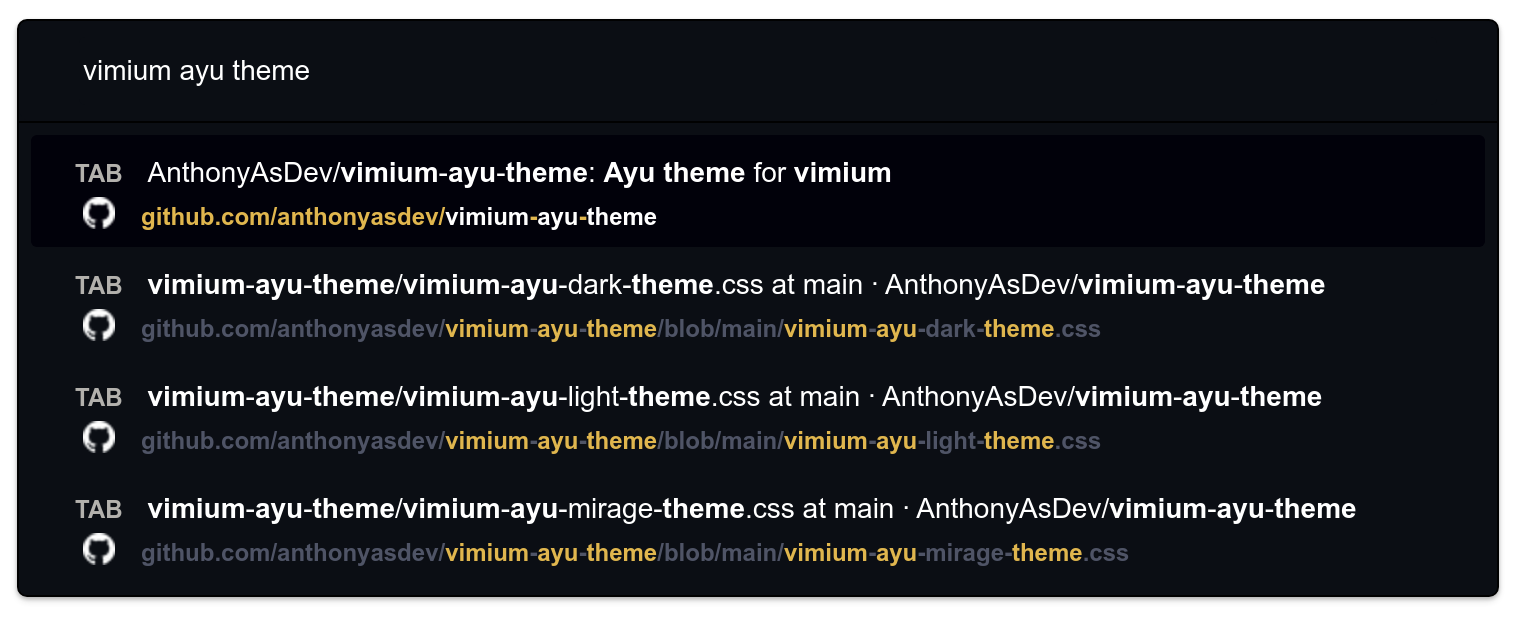 vimium ayu theme
TAB AnthonyAsDev/vimium-ayu-theme: Ayu theme for vimium
github.com/anthonyasdev/vimium-ayu-theme
TAB vimium-ayu-theme/vimium-ayu-dark-theme.css at main · AnthonyAsDev/vimium-ayu-theme
github.com/anthonyasdev/vimium-ayu-theme/blob/main/vimium-ayu-dark-theme.css
TAB vimium-ayu-theme/vimium-ayu-light-theme.css at main · AnthonyAsDev/vimium-ayu-theme
github.com/anthonyasdev/vimium-ayu-theme/blob/main/vimium-ayu-light-theme.css
TAB vimium-ayu-theme/vimium-ayu-mirage-theme.css at main · AnthonyAsDev/vimium-ayu-theme
github.com/anthonyasdev/vimium-ayu-theme/blob/main/vimium-ayu-mirage-theme.css